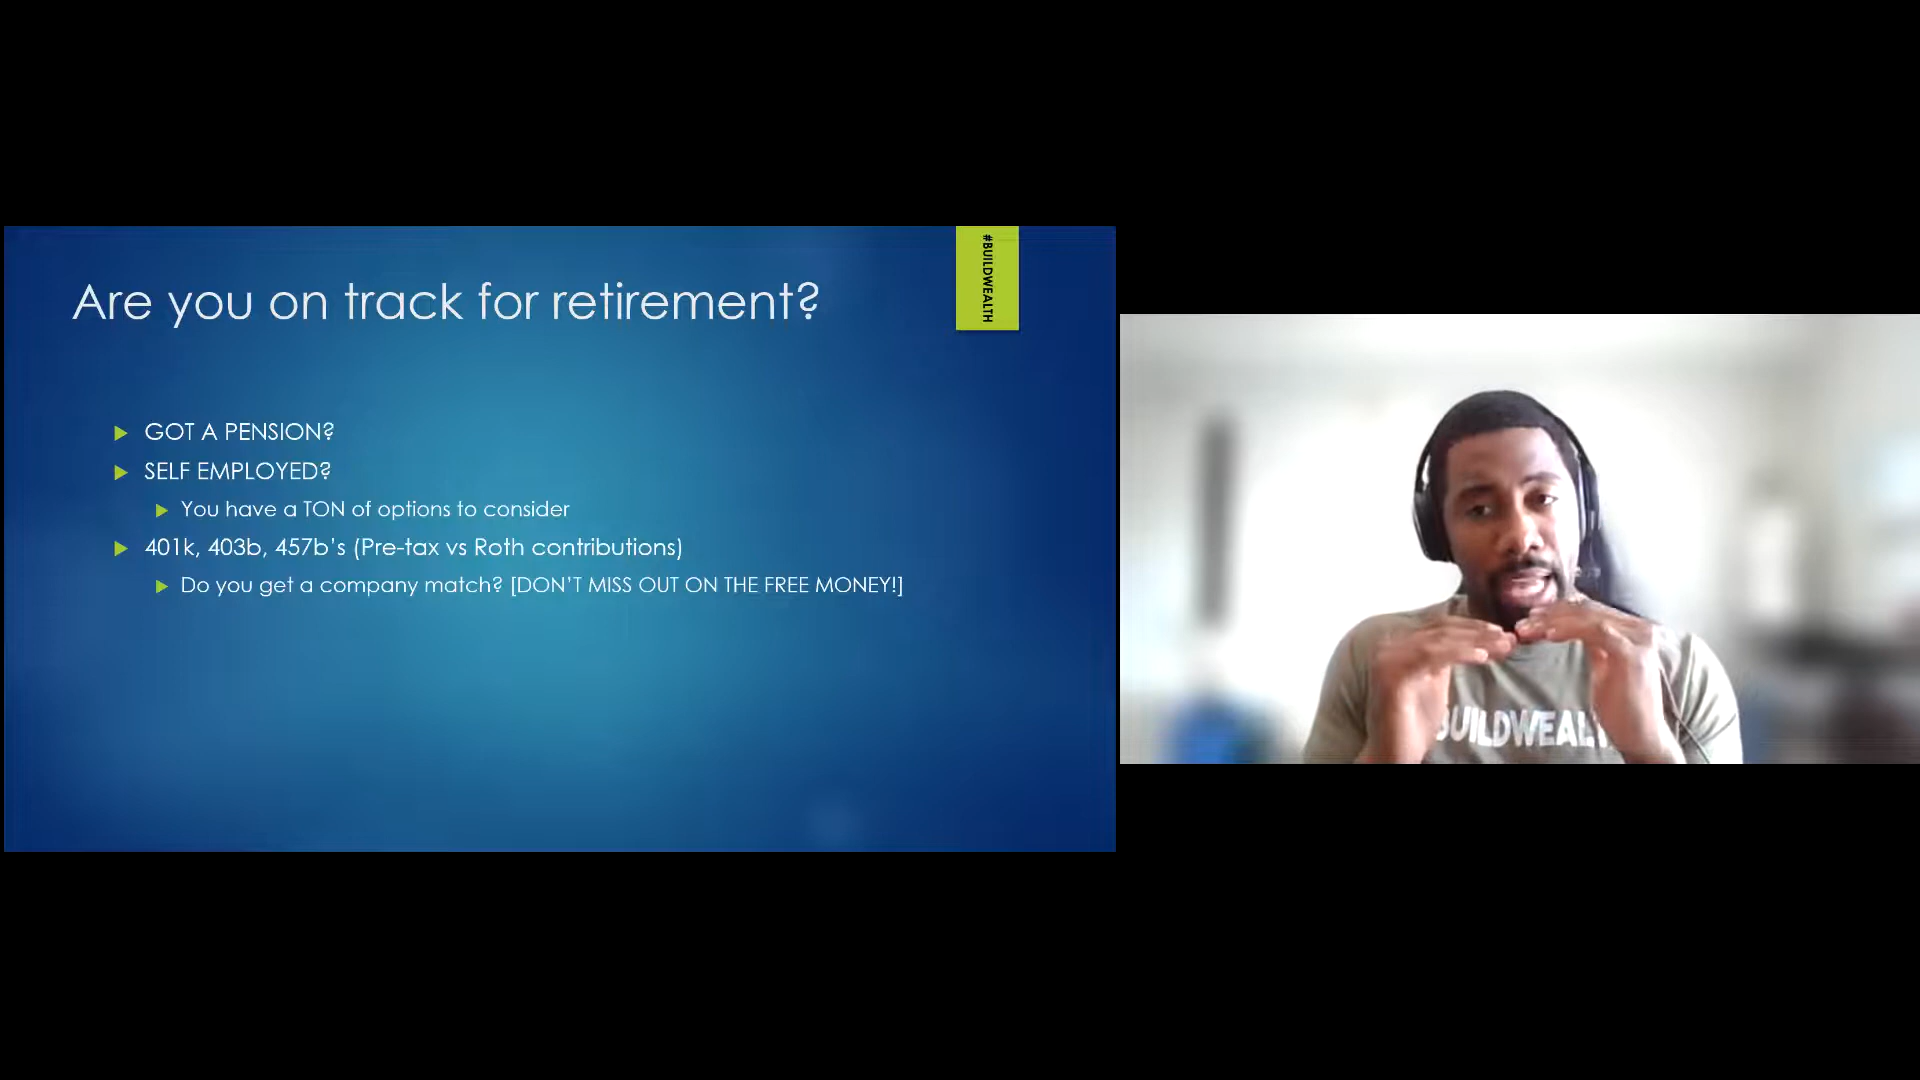 Are you on track for retirement?
#BUILDWEALTH
GOT A PENSION?
SELF EMPLOYED?
You have a TON of options to consider
401k, 403b, 457b’s (Pre-tax vs Roth contributions)
Do you get a company match? [DON’T MISS OUT ON THE FREE MONEY!]
BUILDWEALT